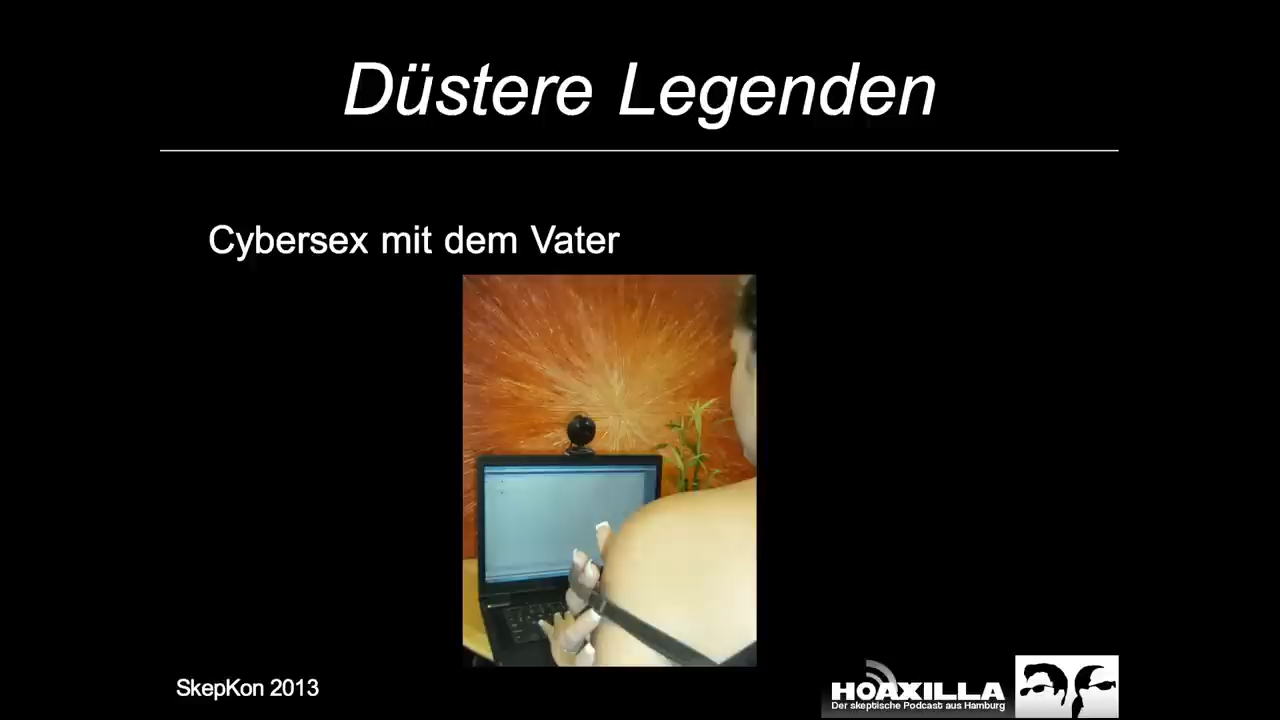 Düstere Legenden
Cybersex mit dem Vater
SkepKon 2013
HOAXILLA
Der skeptische Podcast aus Hamburg